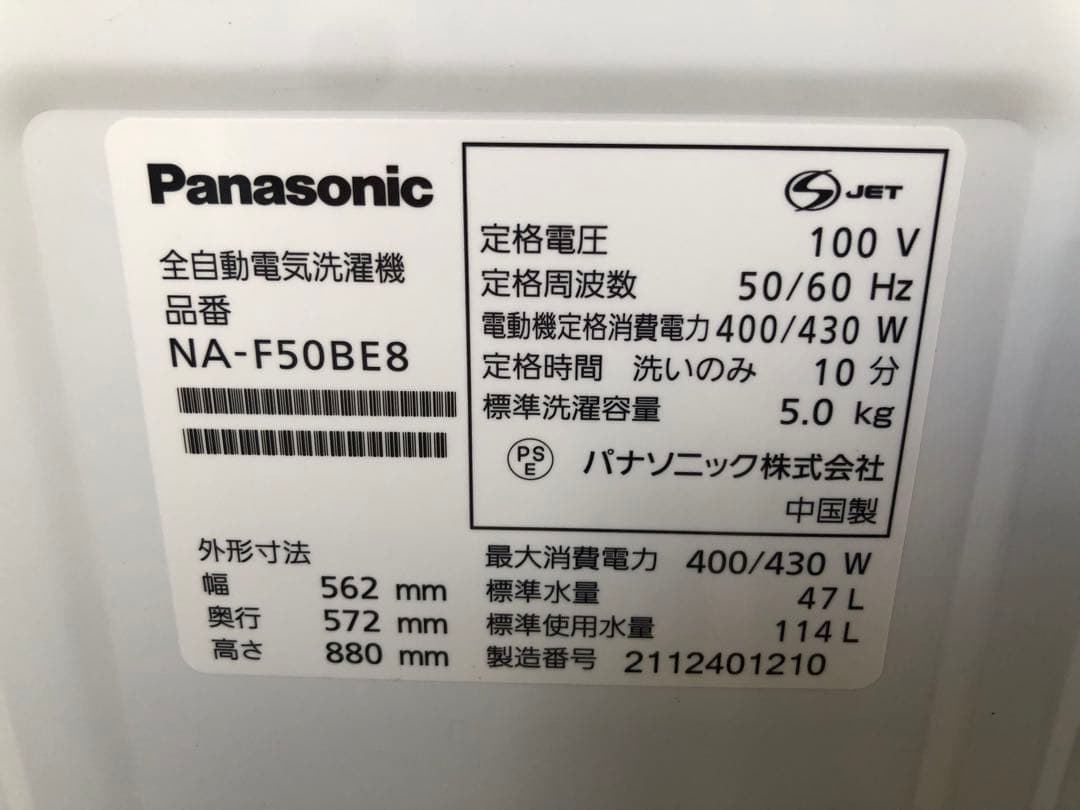 Panasonic
全自動電気洗濯機
品番
NA-F50BE8
S JET
定格電圧 100 V
定格周波数 50/60 Hz
電動機定格消費電力 400/430 W
定格時間 洗いのみ 10 分
標準洗濯容量 5.0 kg
PS
E
パナソニック株式会社
中国製
外形寸法
幅 562 mm
奥行 572 mm
高さ 880 mm
最大消費電力 400/430 W
標準水量 47 L
標準使用水量 114 L
製造番号 2112401210